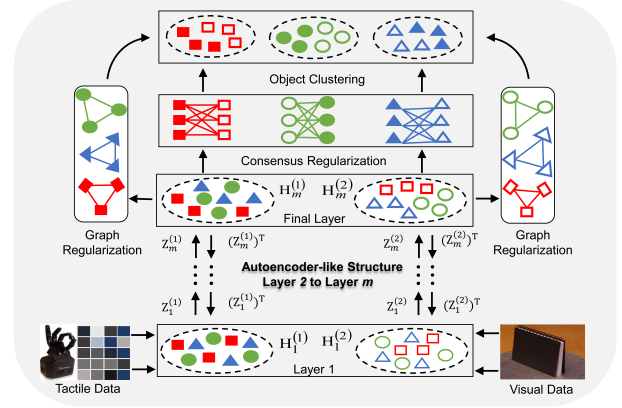 Object Clustering
Consensus Regularization
H_m^(1) H_m^(2)
Final Layer
Graph
Regularization
Graph
Regularization
Z_m^(1) (Z_m^(1))^T Z_m^(2) (Z_m^(2))^T
Autoencoder-like Structure
Layer 2 to Layer m
Z_1^(1) (Z_1^(1))^T Z_1^(2) (Z_1^(2))^T
H_1^(1) H_1^(2)
Layer 1
Tactile Data
Visual Data